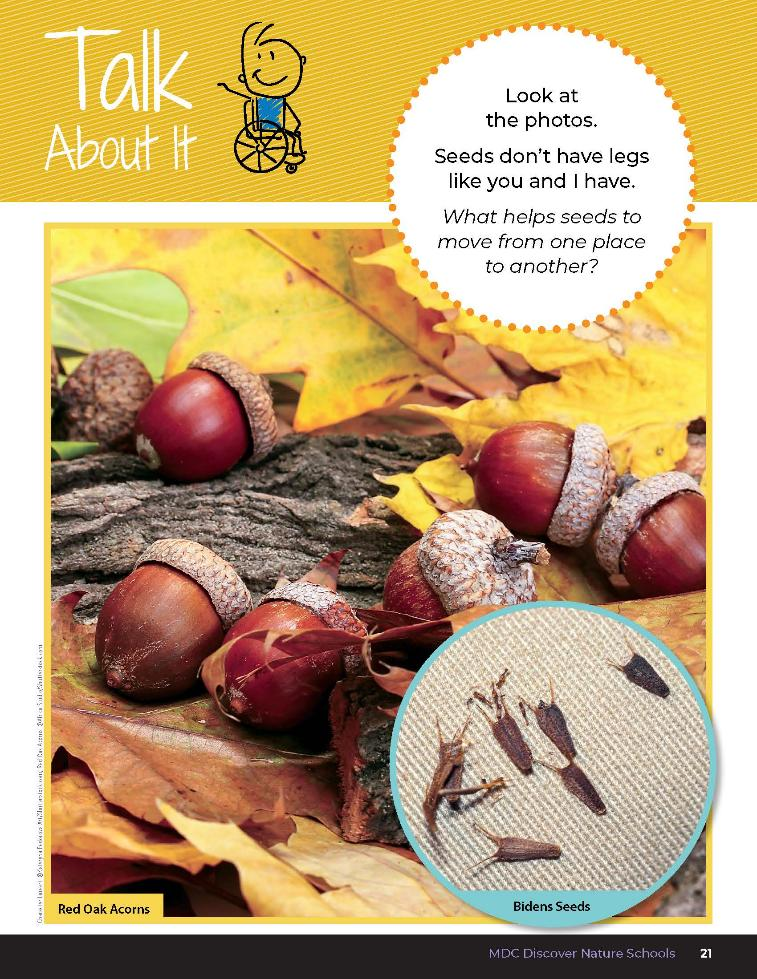 Talk
About It
Look at
the photos.
Seeds don't have legs
like you and I have.
What helps seeds to
move from one place
to another?
Red Oak Acorns
Bidens Seeds
MDC Discover Nature Schools 21